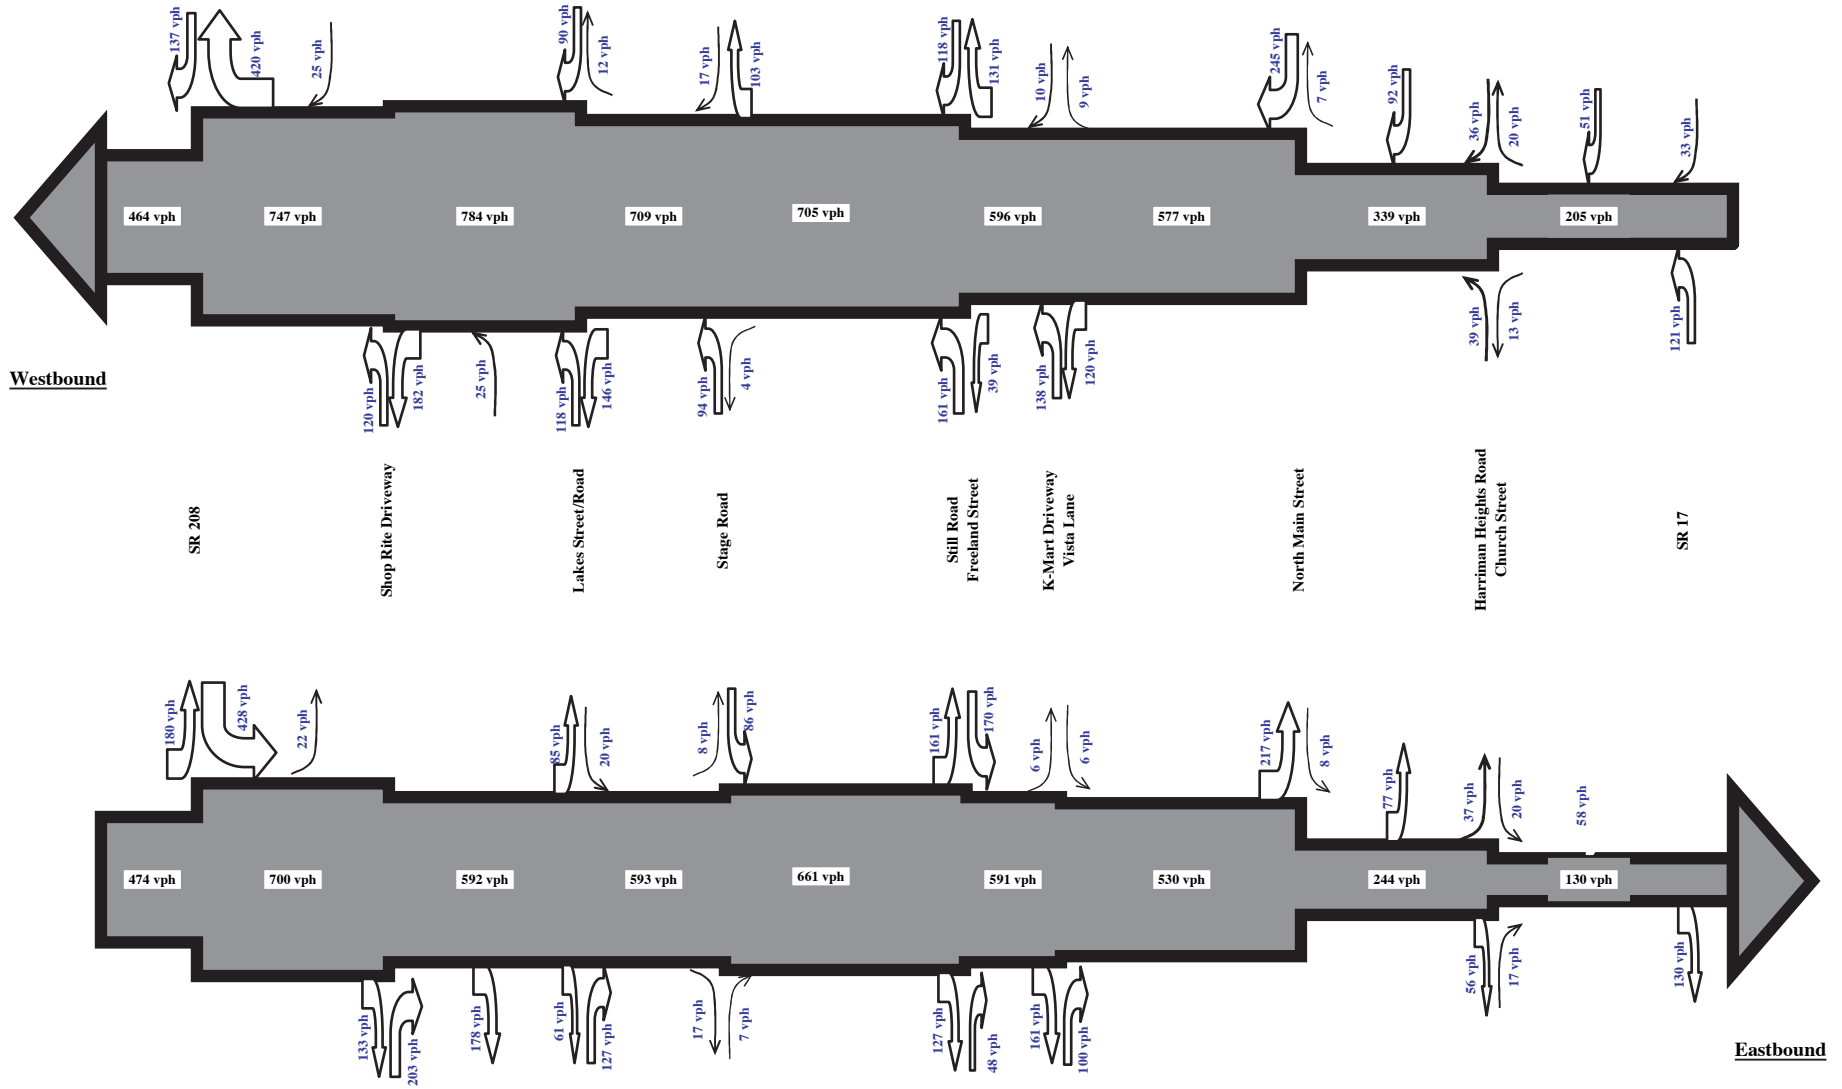 137 vph
420 vph
25 vph
90 vph
12 vph
17 vph
103 vph
118 vph
131 vph
10 vph
9 vph
245 vph
7 vph
92 vph
36 vph
20 vph
51 vph
33 vph
464 vph
747 vph
784 vph
709 vph
705 vph
596 vph
577 vph
339 vph
205 vph
120 vph
182 vph
25 vph
118 vph
146 vph
94 vph
4 vph
161 vph
39 vph
138 vph
120 vph
39 vph
13 vph
121 vph
Westbound
SR 208
Shop Rite Driveway
Lakes Street/Road
Stage Road
Still Road
Freeland Street
K-Mart Driveway
Vista Lane
North Main Street
Harriman Heights Road
Church Street
SR 17
180 vph
428 vph
22 vph
85 vph
20 vph
8 vph
86 vph
161 vph
170 vph
6 vph
6 vph
217 vph
8 vph
77 vph
37 vph
20 vph
58 vph
474 vph
700 vph
592 vph
593 vph
661 vph
591 vph
530 vph
244 vph
130 vph
133 vph
203 vph
178 vph
61 vph
127 vph
17 vph
7 vph
127 vph
48 vph
161 vph
100 vph
56 vph
17 vph
130 vph
Eastbound